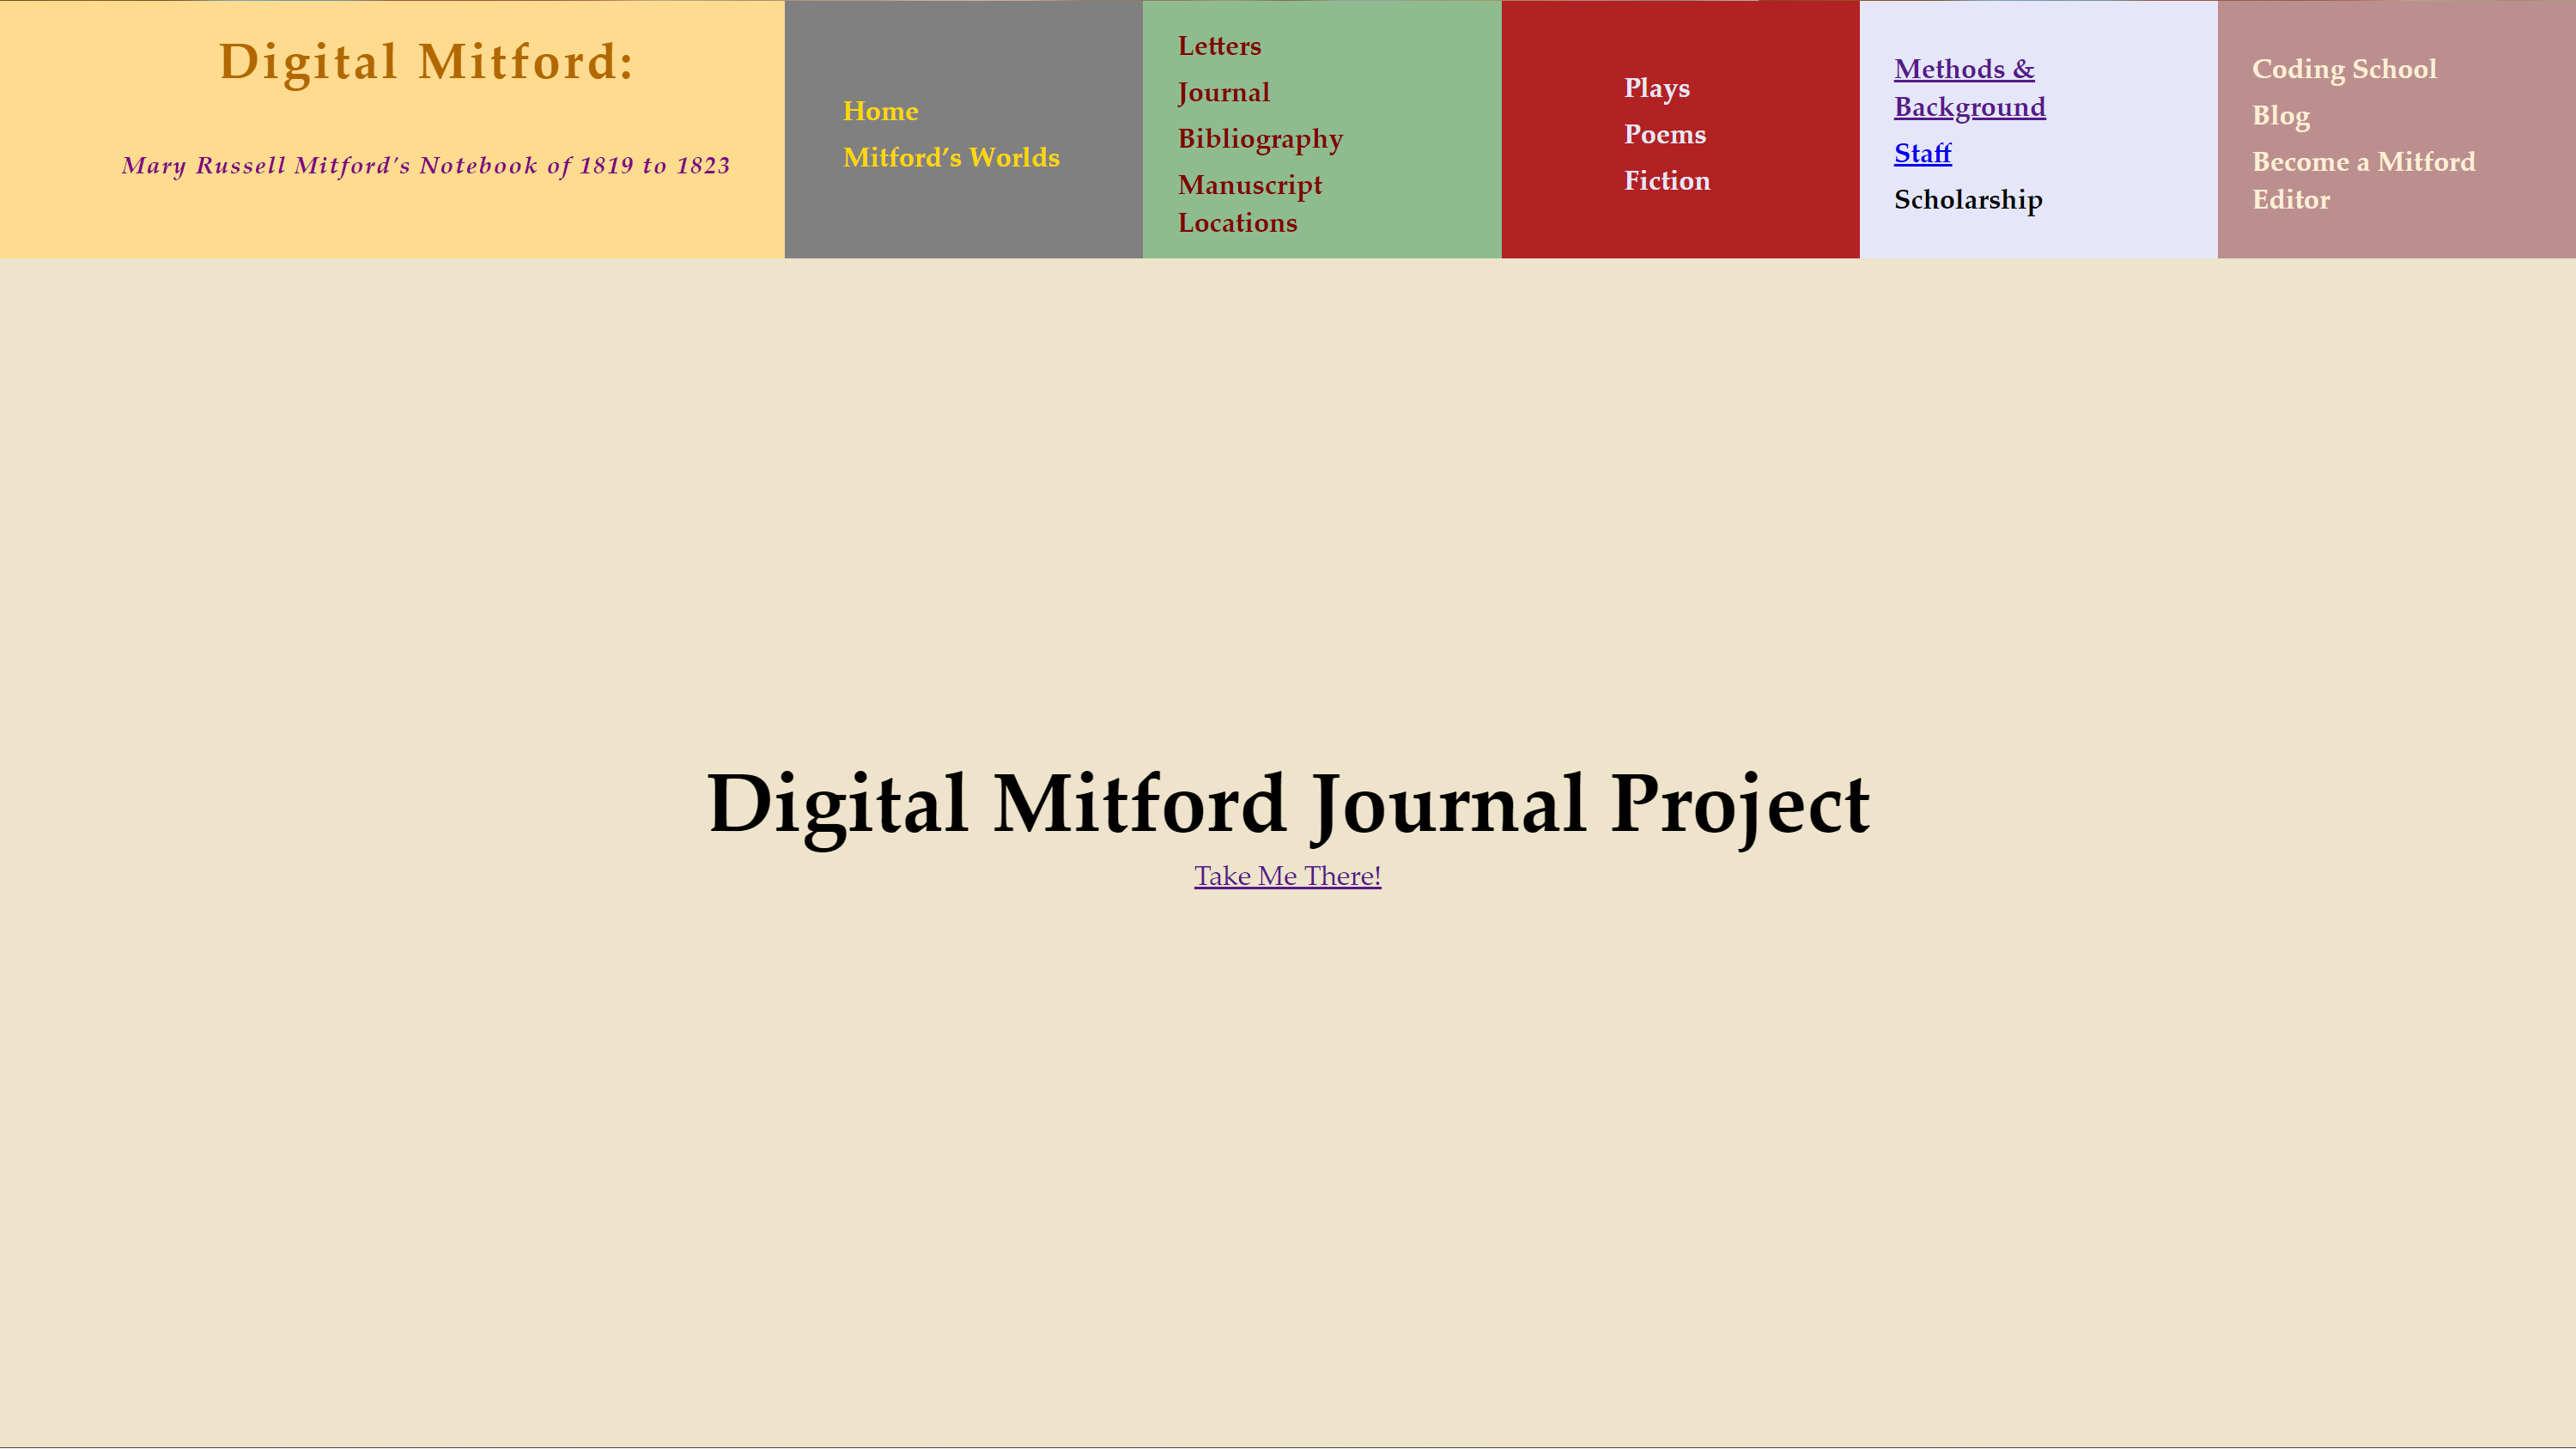 Digital Mitford:
Mary Russell Mitford’s Notebook of 1819 to 1823
Home
Mitford’s Worlds
Letters
Journal
Bibliography
Manuscript
Locations
Plays
Poems
Fiction
Methods &
Background
Staff
Scholarship
Coding School
Blog
Become a Mitford
Editor
Digital Mitford Journal Project
Take Me There!